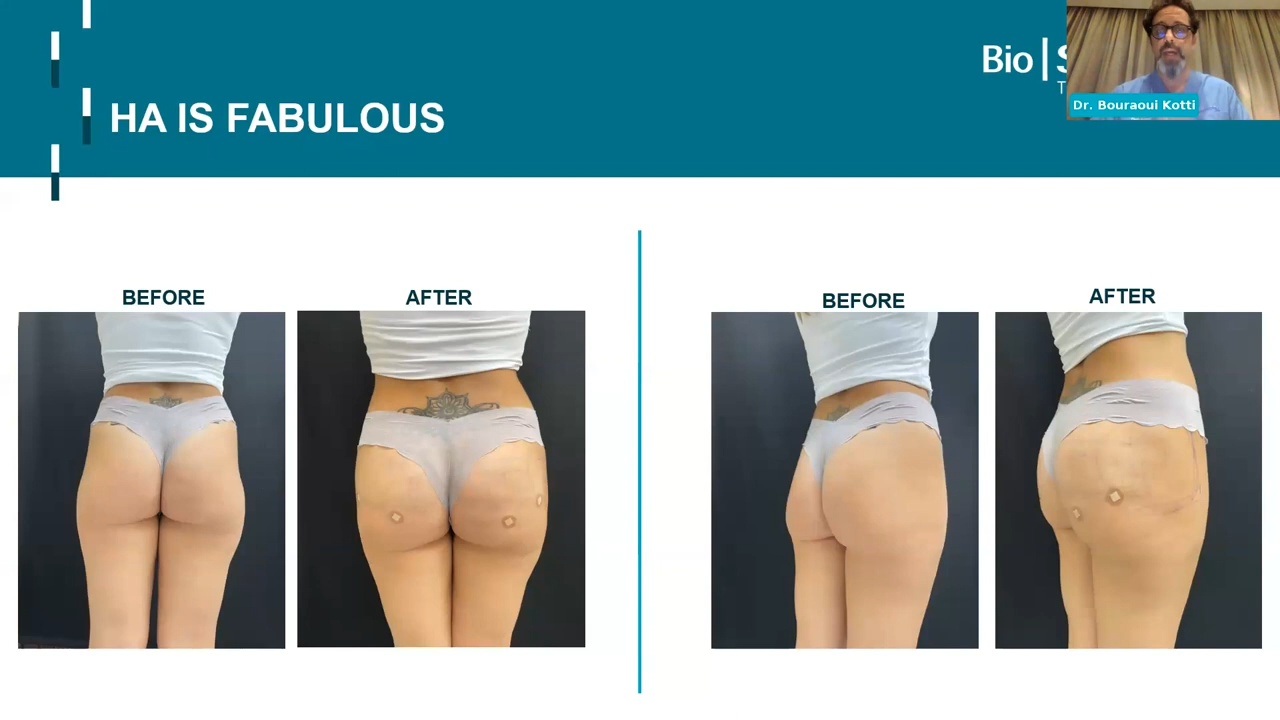 Bio
Dr. Bouraoui Kotti
HA IS FABULOUS
BEFORE
AFTER
BEFORE
AFTER